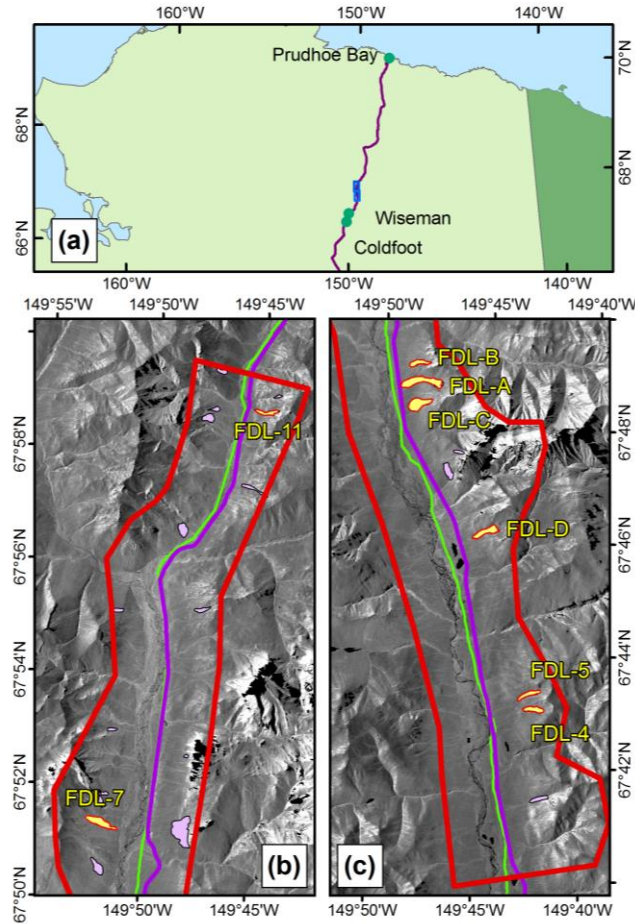 160°W 150°W 140°W
Prudhoe Bay
70°N
68°N
68°N
Wiseman
(a)
66°N
Coldfoot
160°W 150°W 140°W
149°55'W 149°50'W 149°45'W
149°50'W 149°45'W 149°40'W
FDL-B
FDL-A
FDL-11
FDL-C
67°58'N
67°48'N
FDL-D
67°56'N
67°46'N
67°54'N
67°44'N
FDL-5
FDL-4
67°52'N
67°42'N
FDL-7
(b)
(c)
67°50'N
149°50'W 149°45'W
149°50'W 149°45'W 149°40'W